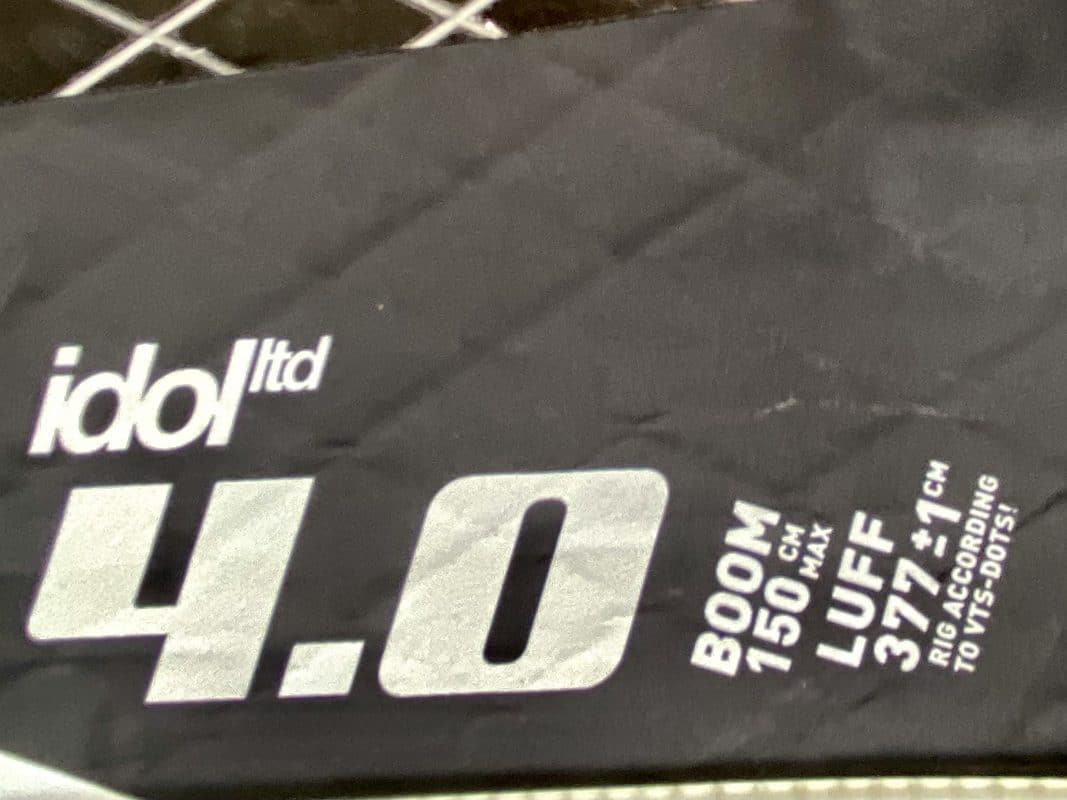 idol ltd
4.0
BOOM
150 CM
MAX
LUFF
377 ±1 CM
RIG ACCORDING
TO VTS-DOTS!